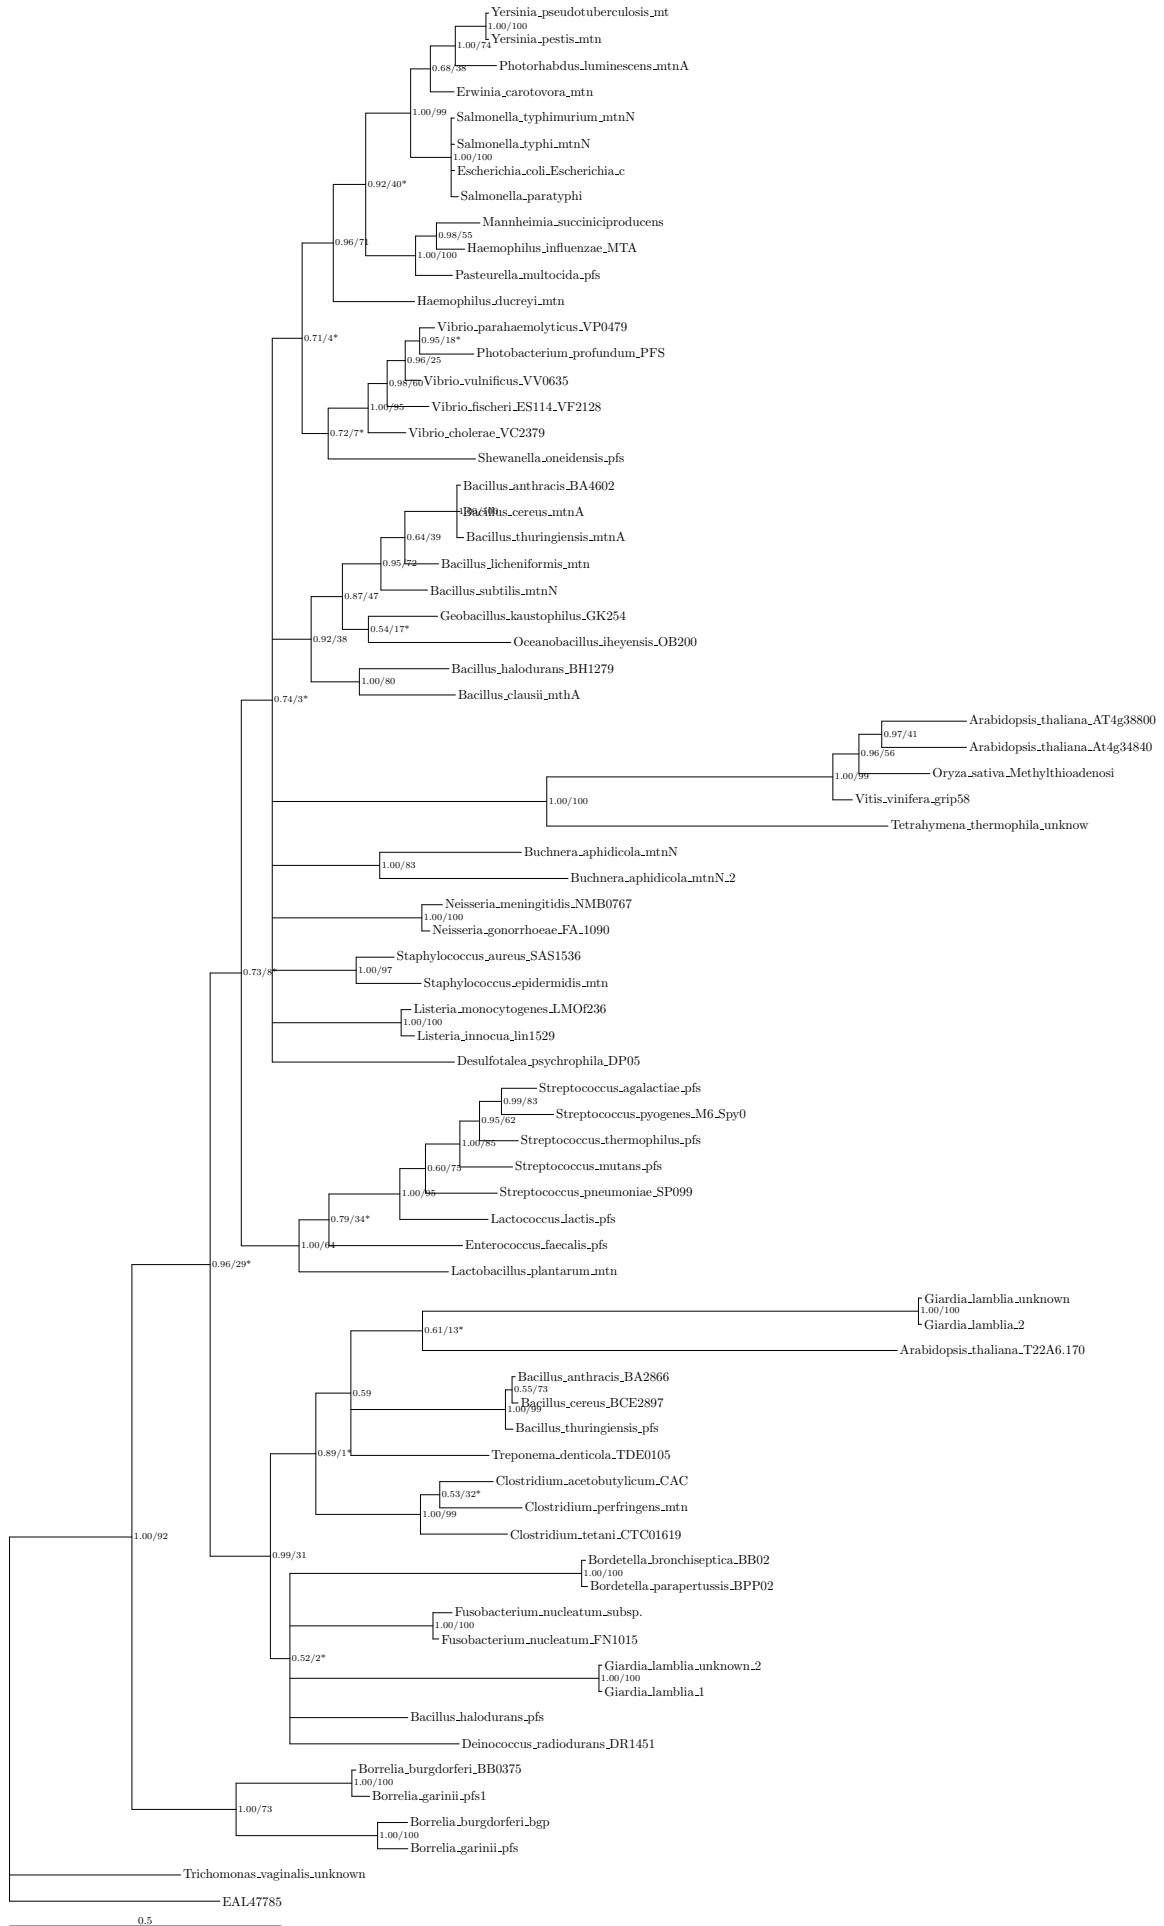 Yersinia_pseudotuberculosis_mt
1.00/100
Yersinia_pestis_mtn
1.00/74
Photorhabdus_luminescens_mtnA
0.68/38
Erwinia_carotovora_mtn
1.00/99
Salmonella_typhimurium_mtnN
Salmonella_typhi_mtnN
1.00/100
Escherichia_coli_Escherichia_c
0.92/40*
Salmonella_paratyphi
Mannheimia_succiniciproducens
0.98/55
0.96/71
Haemophilus_influenzae_MTA
1.00/100
Pasteurella_multocida_pfs
Haemophilus_ducreyi_mtn
Vibrio_parahaemolyticus_VP0479
0.71/4*
0.95/18*
Photobacterium_profundum_PFS
0.96/25
Vibrio_vulnificus_VV0635
0.98/60
Vibrio_fischeri_ES114_VF2128
1.00/95
Vibrio_cholerae_VC2379
0.72/7*
Shewanella_oneidensis_pfs
Bacillus_anthracis_BA4602
Bacillus_cereus_mtnA
Bacillus_thuringiensis_mtnA
0.64/39
Bacillus_licheniformis_mtn
0.95/72
Bacillus_subtilis_mtnN
0.87/47
Geobacillus_kaustophilus_GK254
0.54/17*
0.92/38
Oceanobacillus_iheyensis_OB200
Bacillus_halodurans_BH1279
1.00/80
Bacillus_clausii_mthA
0.74/3*
Arabidopsis_thaliana_AT4g38800
0.97/41
Arabidopsis_thaliana_At4g34840
0.96/56
Oryza_sativa_Methylthioadenosi
1.00/99
Vitis_vinifera_grip58
1.00/100
Tetrahymena_thermophila_unknow
Buchnera_aphidicola_mtnN
1.00/83
Buchnera_aphidicola_mtnN_2
Neisseria_meningitidis_NMB0767
1.00/100
Neisseria_gonorrhoeae_FA_1090
Staphylococcus_aureus_SAS1536
1.00/97
0.73/8*
Staphylococcus_epidermidis_mtn
Listeria_monocytogenes_LMOf236
1.00/100
Listeria_innocua_lin1529
Desulfotalea_psychrophila_DP05
Streptococcus_agalactiae_pfs
0.99/83
Streptococcus_pyogenes_M6_Spy0
0.95/62
Streptococcus_thermophilus_pfs
1.00/85
Streptococcus_mutans_pfs
0.60/75
Streptococcus_pneumoniae_SP099
1.00/95
Lactococcus_lactis_pfs
0.79/34*
Enterococcus_faecalis_pfs
1.00/64
0.96/29*
Lactobacillus_plantarum_mtn
Giardia_lamblia_unknown
1.00/100
Giardia_lamblia_2
0.61/13*
Arabidopsis_thaliana_T22A6.170
Bacillus_anthracis_BA2866
0.55/73
0.59
Bacillus_cereus_BCE2897
1.00/99
Bacillus_thuringiensis_pfs
0.89/1*
Treponema_denticola_TDE0105
Clostridium_acetobutylicum_CAC
0.53/32*
Clostridium_perfringens_mtn
1.00/99
Clostridium_tetani_CTC01619
1.00/92
0.99/31
Bordetella_bronchiseptica_BB02
1.00/100
Bordetella_parapertussis_BPP02
Fusobacterium_nucleatum_subsp.
1.00/100
Fusobacterium_nucleatum_FN1015
0.52/2*
Giardia_lamblia_unknown_2
1.00/100
Giardia_lamblia_1
Bacillus_halodurans_pfs
Deinococcus_radiodurans_DR1451
Borrelia_burgdorferi_BB0375
1.00/100
Borrelia_garinii_pfs1
1.00/73
Borrelia_burgdorferi_bgp
1.00/100
Borrelia_garinii_pfs
Trichomonas_vaginalis_unknown
EAL47785
0.5